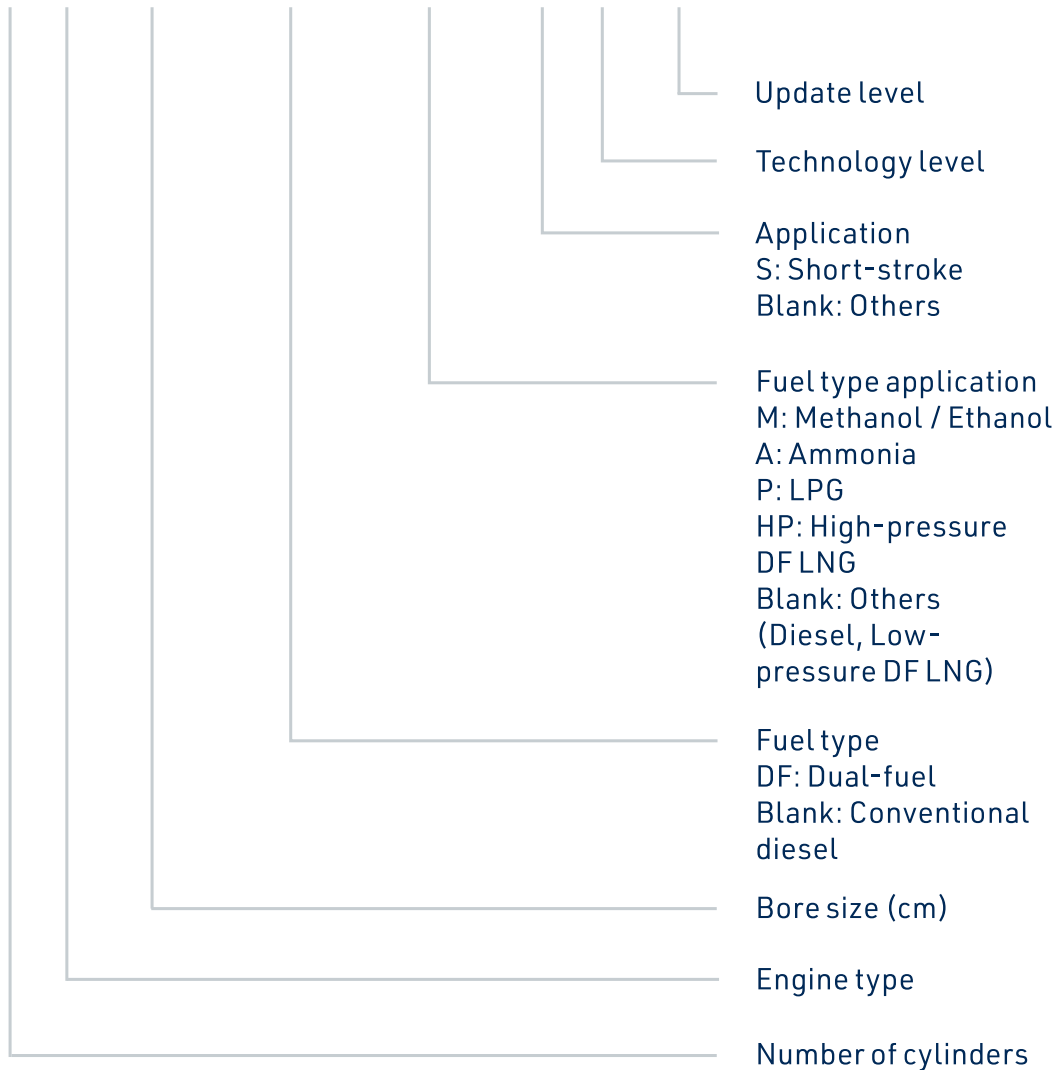 Update level
Technology level
Application
S: Short-stroke
Blank: Others
Fuel type application
M: Methanol / Ethanol
A: Ammonia
P: LPG
HP: High-pressure
DF LNG
Blank: Others
(Diesel, Low-
pressure DF LNG)
Fuel type
DF: Dual-fuel
Blank: Conventional
diesel
Bore size (cm)
Engine type
Number of cylinders